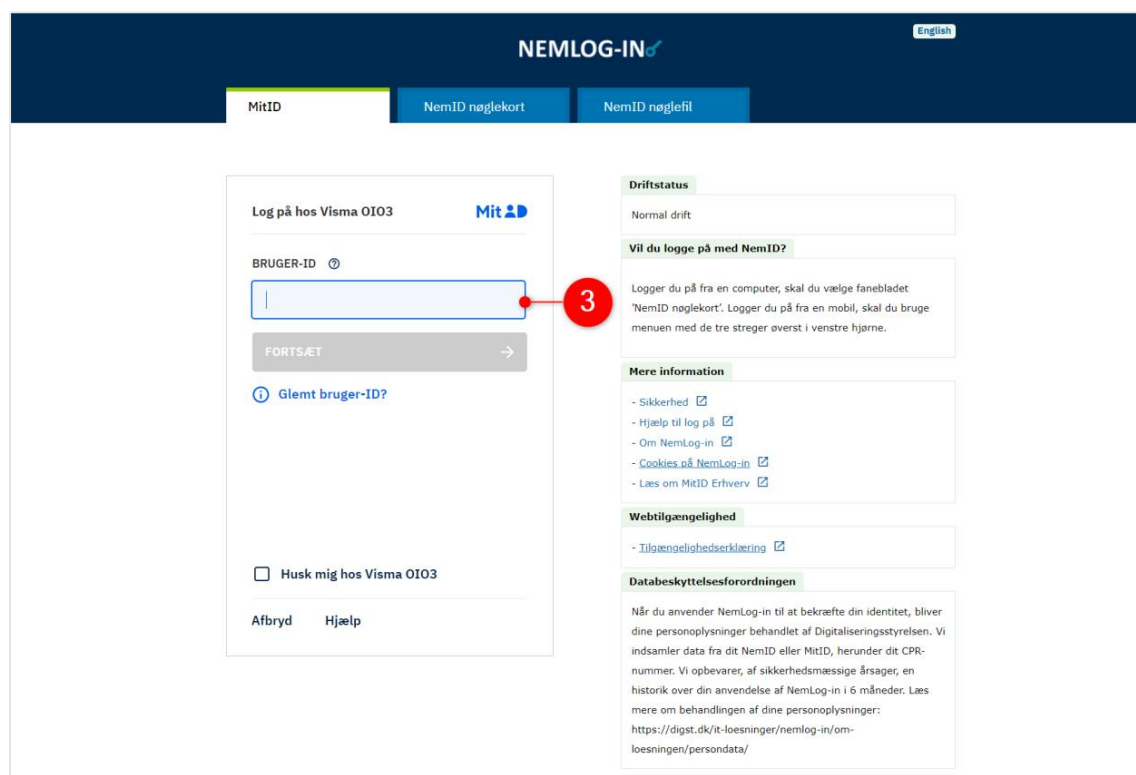 NEMLOG-IN
English
MitID
NemID nøglekort
NemID nøglefil
Log på hos Visma OIO3
Mit ID
BRUGER-ID
3
FORTSÆT
Glemt bruger-ID?
Husk mig hos Visma OIO3
Afbryd Hjælp
Driftstatus
Normal drift
Vil du logge på med NemID?
Logger du på fra en computer, skal du vælge fanebladet
'NemID nøglekort'. Logger du på fra en mobil, skal du bruge
menuen med de tre streger øverst i venstre hjørne.
Mere information
- Sikkerhed
- Hjælp til log på
- Om NemLog-in
- Cookies på NemLog-in
- Læs om MitID Erhverv
Webtilgængelighed
- Tilgængelighedserklæring
Databeskyttelsesforordningen
Når du anvender NemLog-in til at bekræfte din identitet, bliver
dine personoplysninger behandlet af Digitaliseringsstyrelsen. Vi
indsamler data fra dit NemID eller MitID, herunder dit CPR-
nummer. Vi opbevarer, af sikkerhedsmæssige årsager, en
historik over din anvendelse af NemLog-in i 6 måneder. Læs
mere om behandlingen af dine personoplysninger:
https://digst.dk/it-loesninger/nemlog-in/om-
loesningen/persondata/